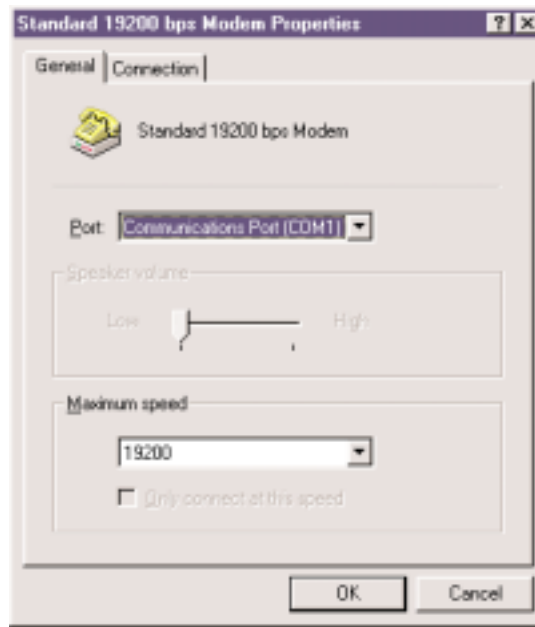 Standard 19200 bps Modem Properties
General Connection
Standard 19200 bps Modem
Port: Communications Port (COM1)
Speaker volume
Low High
Maximum speed
19200
Only connect at this speed
OK Cancel